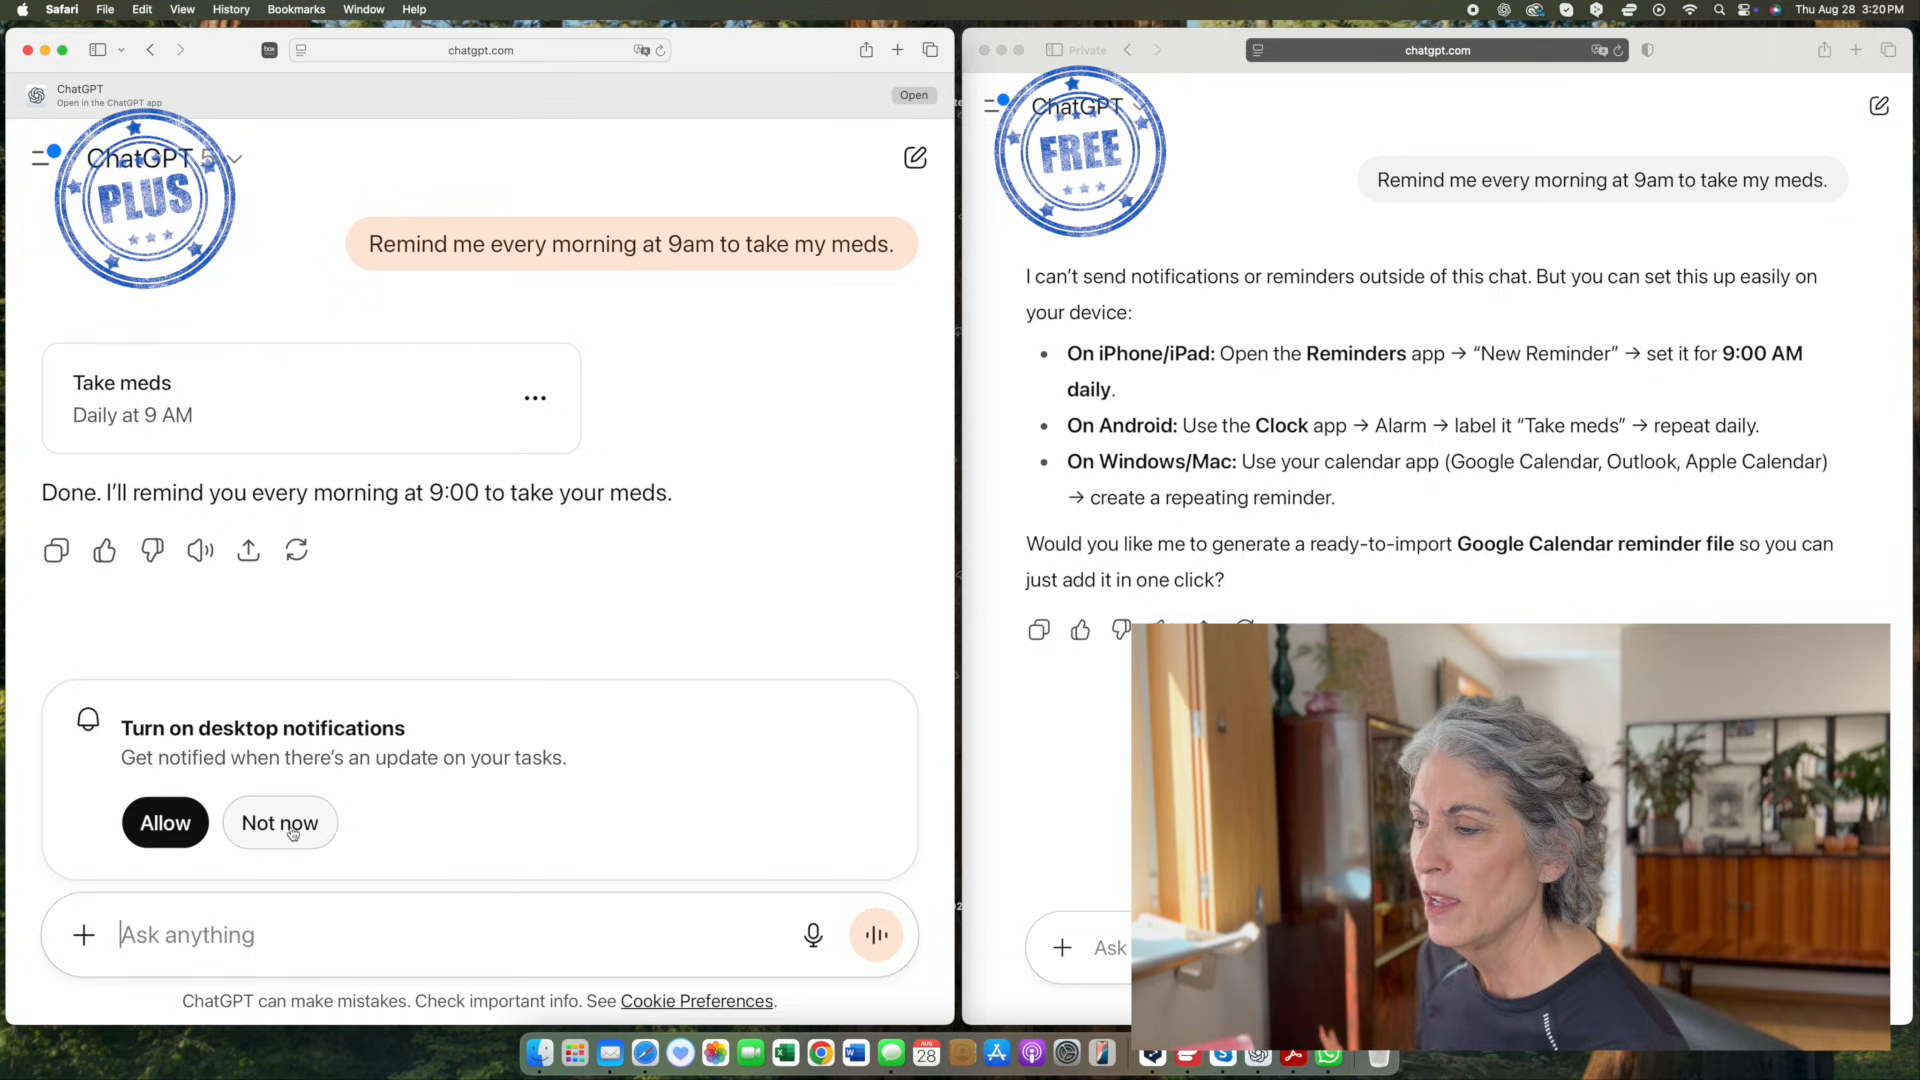 Safari File Edit View History Bookmarks Window Help
Thu Aug 28 3:20 PM
box
chatgpt.com
ChatGPT
Open in the ChatGPT app
Open
ChatGPT 5
PLUS
Remind me every morning at 9am to take my meds.
Take meds
Daily at 9 AM
Done. I'll remind you every morning at 9:00 to take your meds.
Turn on desktop notifications
Get notified when there's an update on your tasks.
Allow
Not now
Ask anything
ChatGPT can make mistakes. Check important info. See Cookie Preferences.
Private
chatgpt.com
ChatGPT
FREE
Remind me every morning at 9am to take my meds.
I can't send notifications or reminders outside of this chat. But you can set this up easily on
your device:
• On iPhone/iPad: Open the Reminders app → “New Reminder” → set it for 9:00 AM
daily.
• On Android: Use the Clock app → Alarm → label it “Take meds” → repeat daily.
• On Windows/Mac: Use your calendar app (Google Calendar, Outlook, Apple Calendar)
→ create a repeating reminder.
Would you like me to generate a ready-to-import Google Calendar reminder file so you can
just add it in one click?
Ask
AUG
28